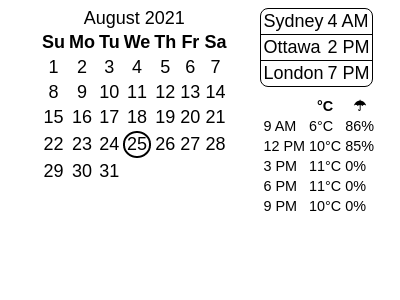 August 2021
Su Mo Tu We Th Fr Sa
1 2 3 4 5 6 7
8 9 10 11 12 13 14
15 16 17 18 19 20 21
22 23 24 25 26 27 28
29 30 31
Sydney 4 AM
Ottawa 2 PM
London 7 PM
°C ☂
9 AM 6°C 86%
12 PM 10°C 85%
3 PM 11°C 0%
6 PM 11°C 0%
9 PM 10°C 0%